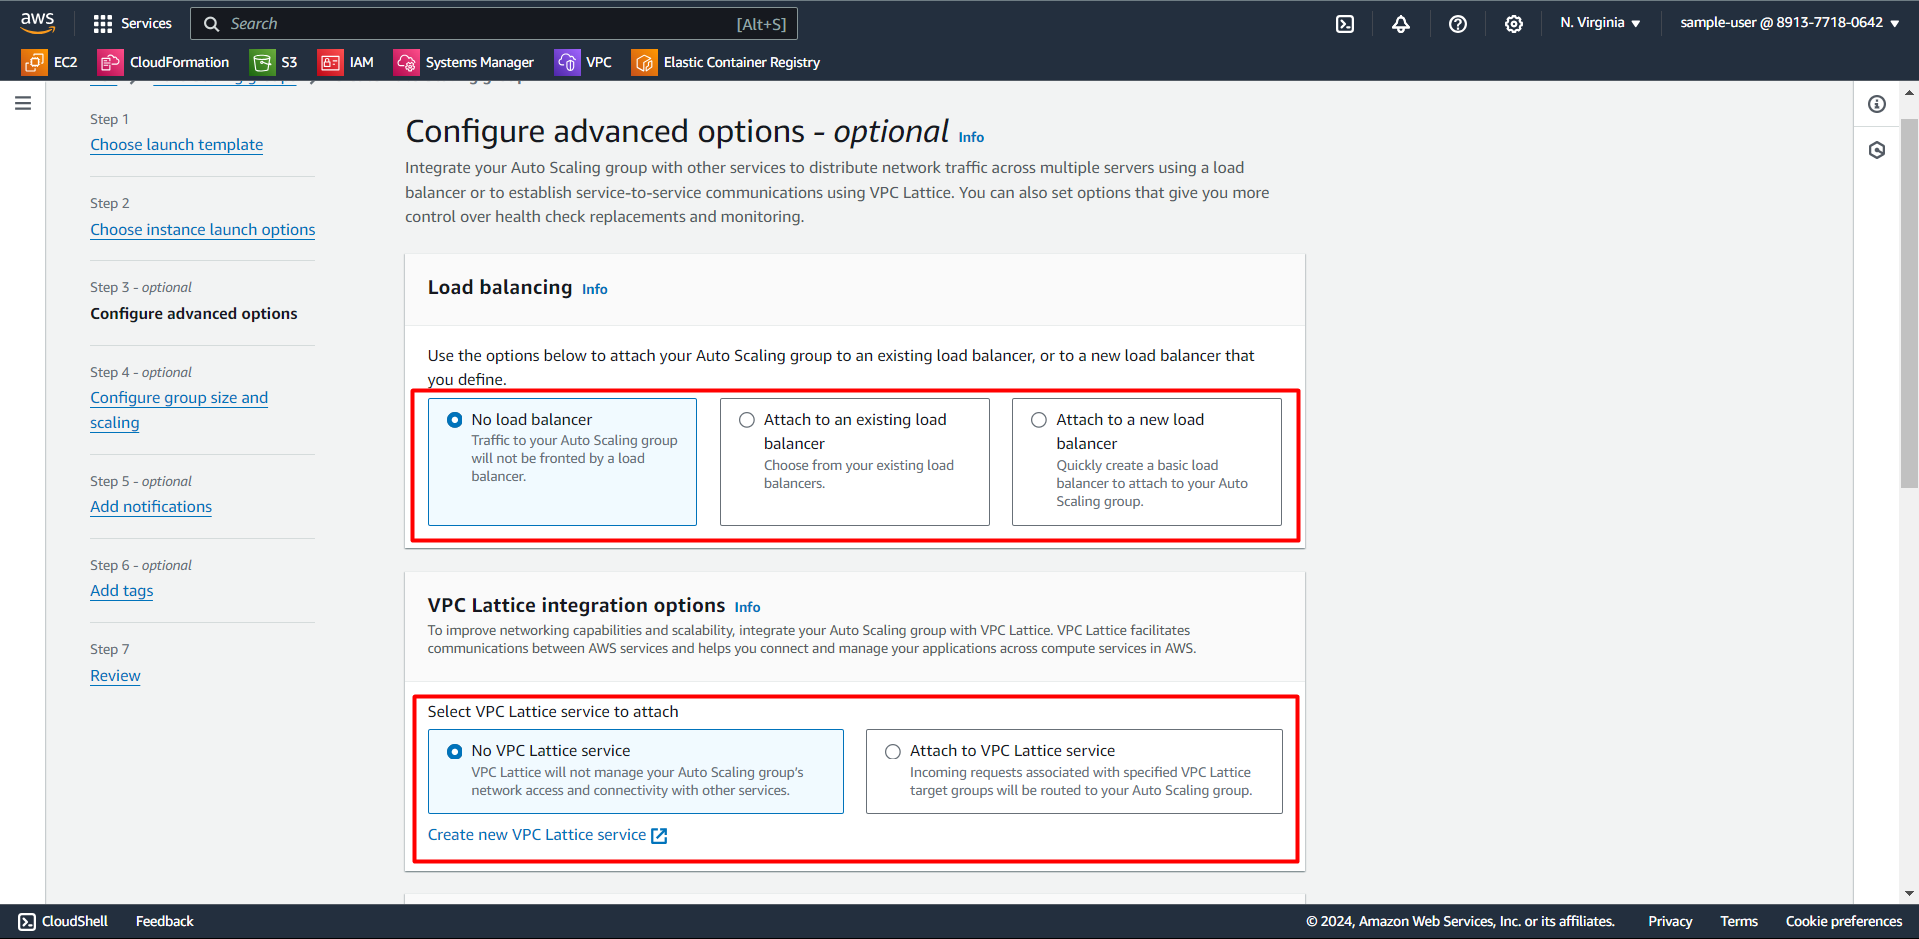 aws
Services
Search
[Alt+S]
N. Virginia
sample-user @ 8913-7718-0642
EC2
CloudFormation
S3
IAM
Systems Manager
VPC
Elastic Container Registry
Step 1
Choose launch template
Step 2
Choose instance launch options
Step 3 - optional
Configure advanced options
Step 4 - optional
Configure group size and
scaling
Step 5 - optional
Add notifications
Step 6 - optional
Add tags
Step 7
Review
Configure advanced options - optional Info
Integrate your Auto Scaling group with other services to distribute network traffic across multiple servers using a load
balancer or to establish service-to-service communications using VPC Lattice. You can also set options that give you more
control over health check replacements and monitoring.
Load balancing Info
Use the options below to attach your Auto Scaling group to an existing load balancer, or to a new load balancer that
you define.
No load balancer
Traffic to your Auto Scaling group
will not be fronted by a load
balancer.
Attach to an existing load
balancer
Choose from your existing load
balancers.
Attach to a new load
balancer
Quickly create a basic load
balancer to attach to your Auto
Scaling group.
VPC Lattice integration options Info
To improve networking capabilities and scalability, integrate your Auto Scaling group with VPC Lattice. VPC Lattice facilitates
communications between AWS services and helps you connect and manage your applications across compute services in AWS.
Select VPC Lattice service to attach
No VPC Lattice service
VPC Lattice will not manage your Auto Scaling group's
network access and connectivity with other services.
Attach to VPC Lattice service
Incoming requests associated with specified VPC Lattice
target groups will be routed to your Auto Scaling group.
Create new VPC Lattice service
CloudShell
Feedback
© 2024, Amazon Web Services, Inc. or its affiliates.
Privacy
Terms
Cookie preferences